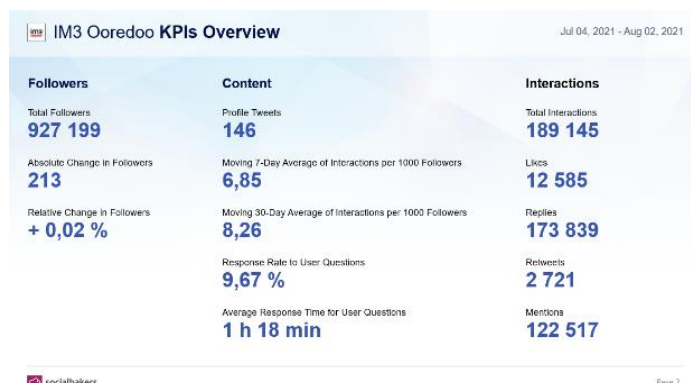 IM3 Ooredoo KPIs Overview
Jul 04, 2021 - Aug 02, 2021
Followers
Total Followers
927 199
Absolute Change in Followers
213
Relative Change in Followers
+ 0,02 %
Content
Profile Tweets
146
Moving 7-Day Average of Interactions per 1000 Followers
6,85
Moving 30-Day Average of Interactions per 1000 Followers
8,26
Response Rate to User Questions
9,67 %
Average Response Time for User Questions
1 h 18 min
Interactions
Total Interactions
189 145
Likes
12 585
Replies
173 839
Retweets
2 721
Mentions
122 517
socialbakers
Page 2